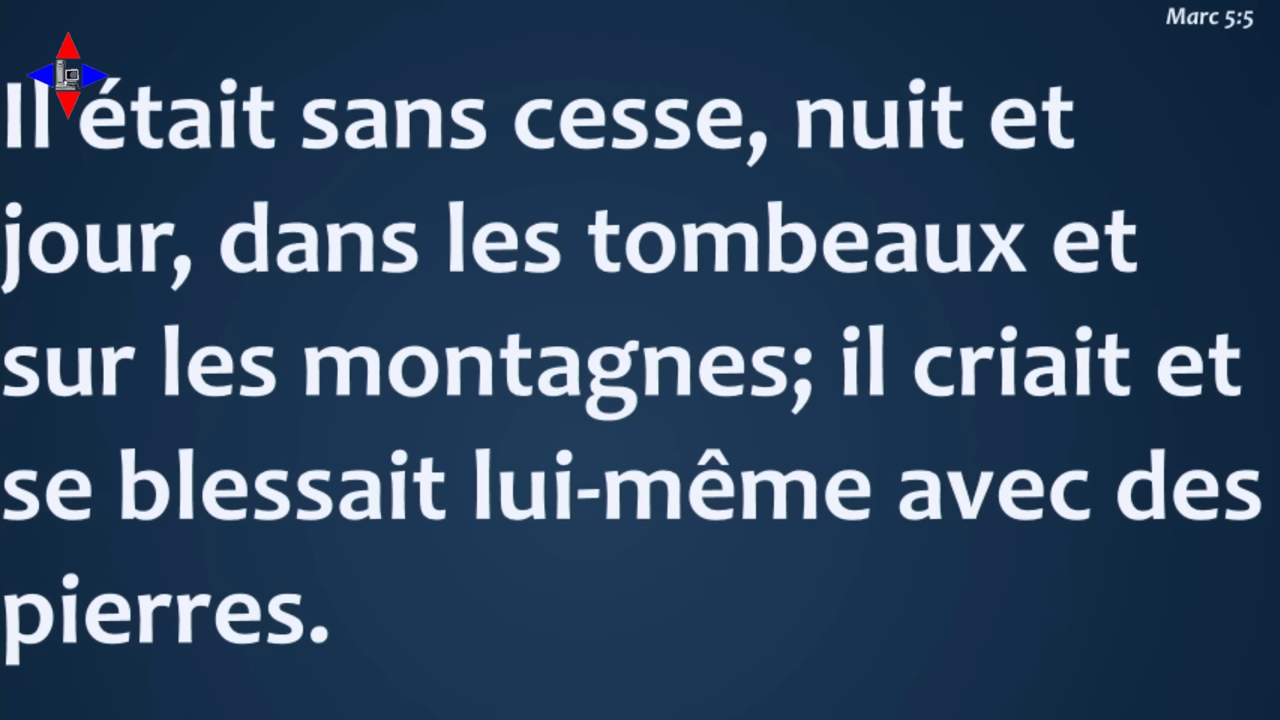 Marc 5:5
Il était sans cesse, nuit et
jour, dans les tombeaux et
sur les montagnes; il criait et
se blessait lui-même avec des
pierres.